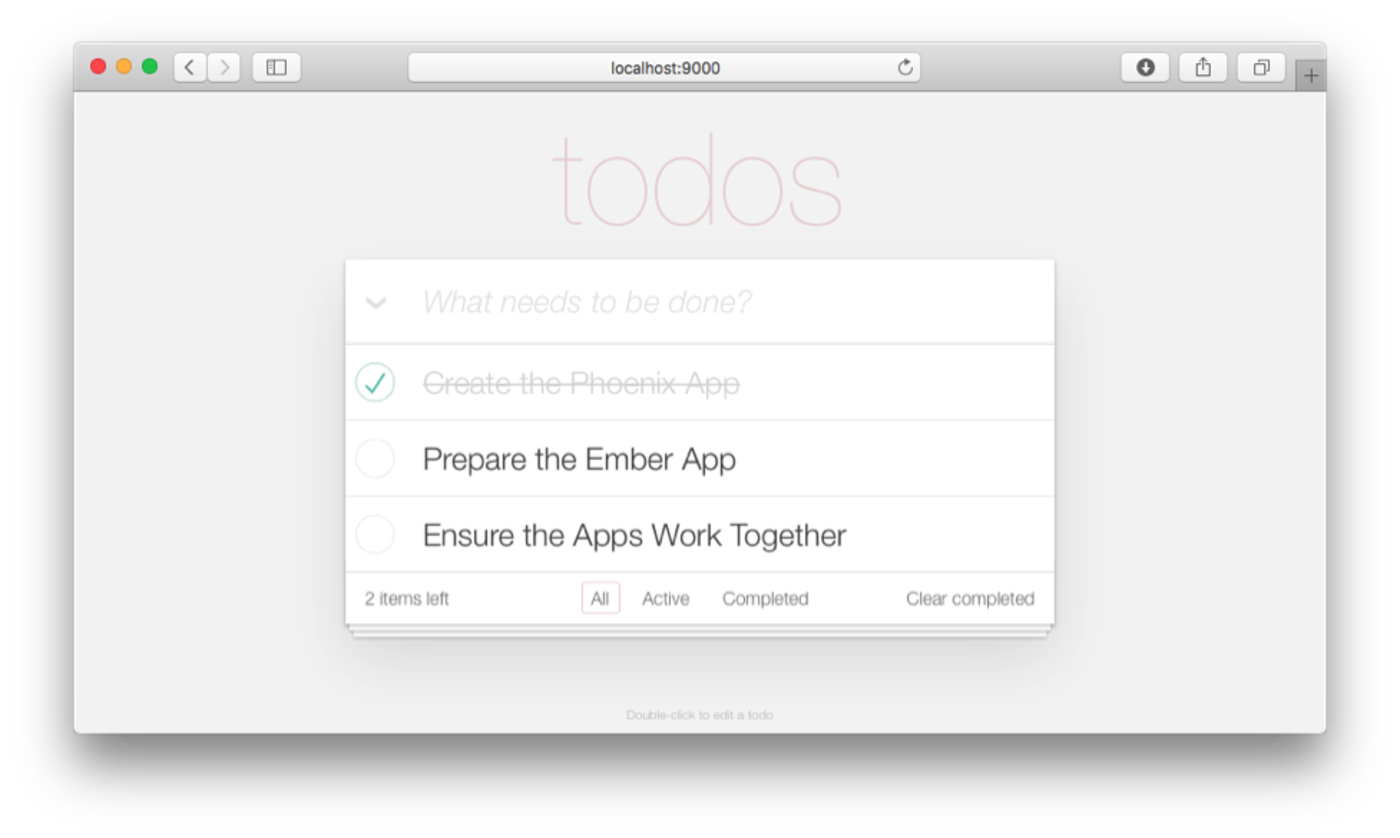 localhost:9000
todos
What needs to be done?
Create the Phoenix App
Prepare the Ember App
Ensure the Apps Work Together
2 items left All Active Completed Clear completed
Double-click to edit a todo